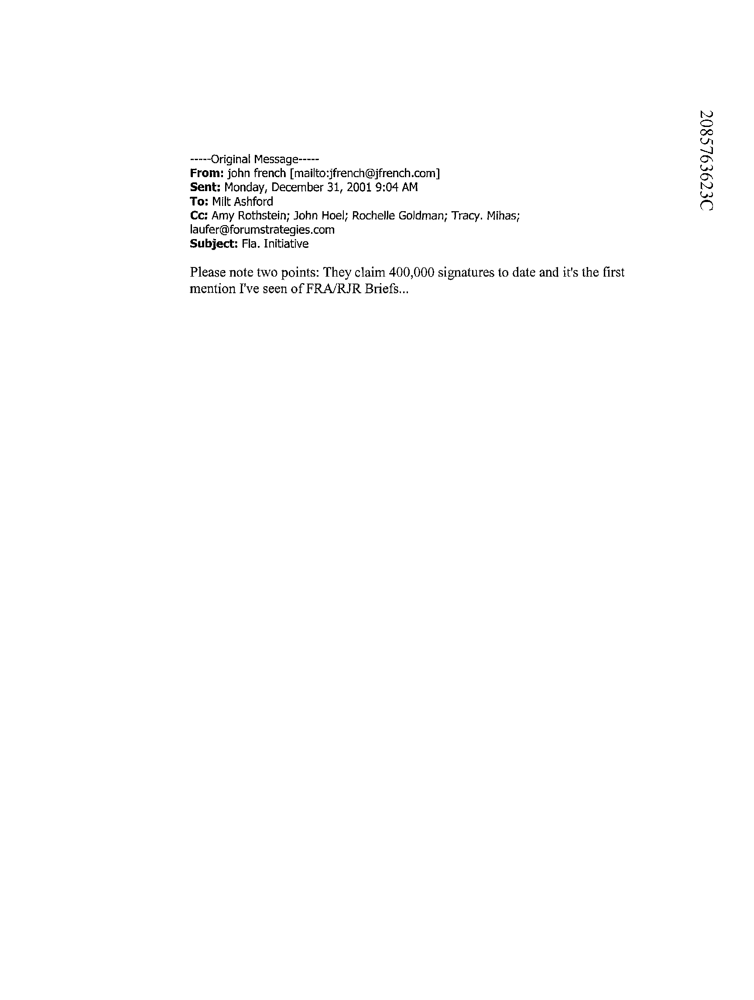 2085763623C
-----Original Message-----
From: john french [mailto:jfrench@jfrench.com]
Sent: Monday, December 31, 2001 9:04 AM
To: Milt Ashford
Cc: Amy Rothstein; John Hoel; Rochelle Goldman; Tracy. Mihas;
laufer@forumstrategies.com
Subject: Fla. Initiative
Please note two points: They claim 400,000 signatures to date and it's the first
mention I've seen of FRA/RJR Briefs...